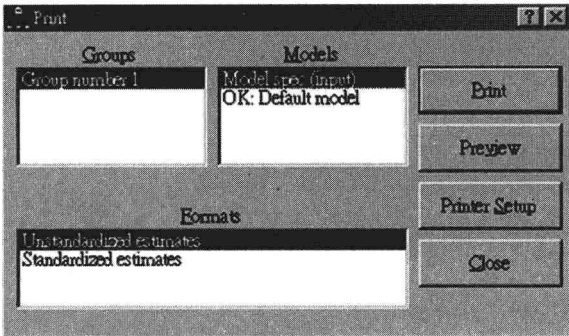 Print
Groups
Group number 1
Models
Model spec (input)
OK: Default model
Print
Preview
Printer Setup
Close
Formats
Unstandardized estimates
Standardized estimates